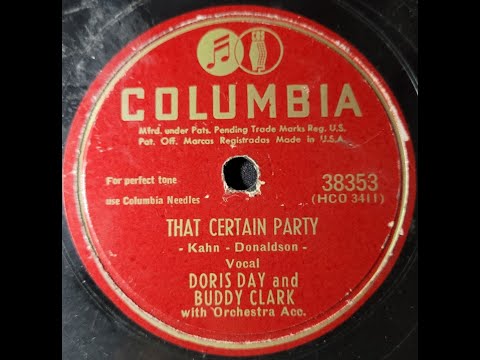 COLUMBIA
Mfrd. under Pats. Pending Trade Marks Reg. U.S.
Pat. Off. Marcas Registradas Made in U.S.A.
For perfect tone
use Columbia Needles
38353
(HCO 3411)
THAT CERTAIN PARTY
- Kahn - Donaldson -
Vocal
DORIS DAY and
BUDDY CLARK
with Orchestra Acc.